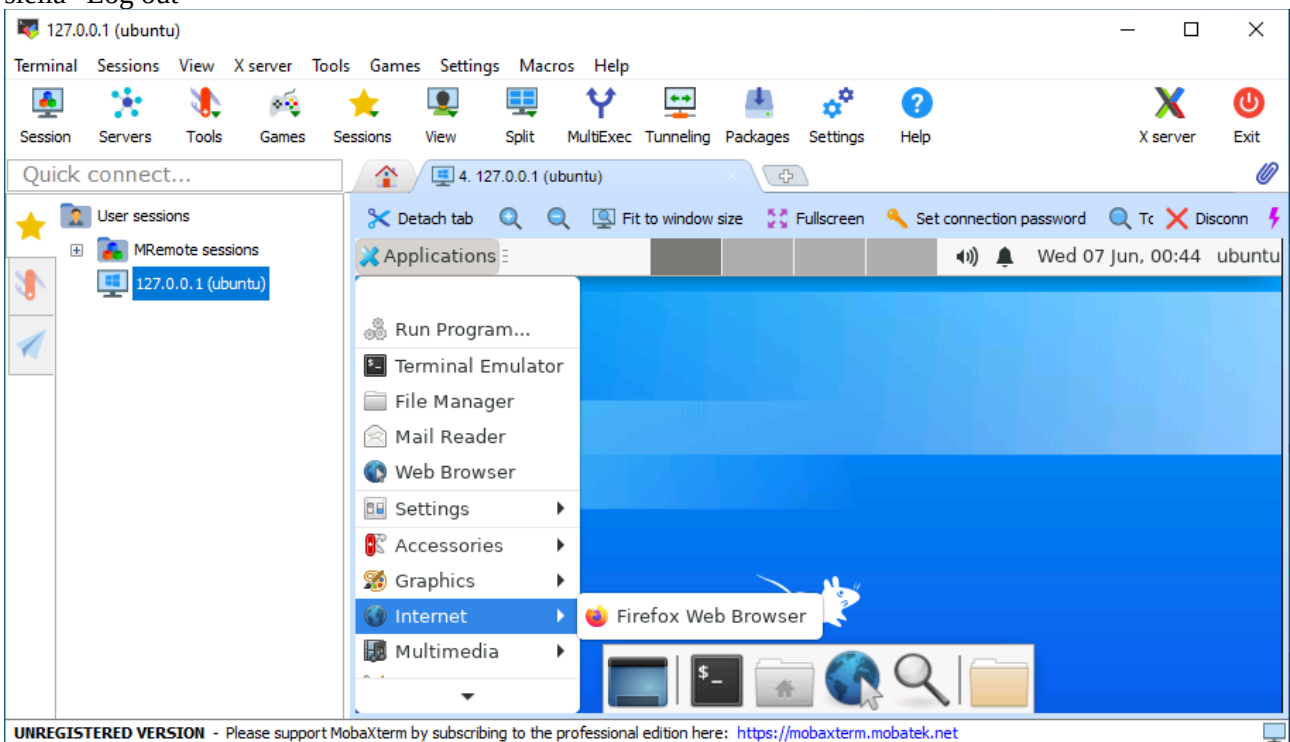 Log out
127.0.0.1 (ubuntu)
Terminal Sessions View X server Tools Games Settings Macros Help
Session Servers Tools Games Sessions View Split MultiExec Tunneling Packages Settings Help X server Exit
Quick connect...
4. 127.0.0.1 (ubuntu)
User sessions
MRemote sessions
127.0.0.1 (ubuntu)
Detach tab Fit to window size Fullscreen Set connection password Tc Disconn
Applications Wed 07 Jun, 00:44 ubuntu
Run Program...
Terminal Emulator
File Manager
Mail Reader
Web Browser
Settings
Accessories
Graphics
Internet
Firefox Web Browser
Multimedia
UNREGISTERED VERSION - Please support MobaXterm by subscribing to the professional edition here: https://mobaxterm.mobatek.net